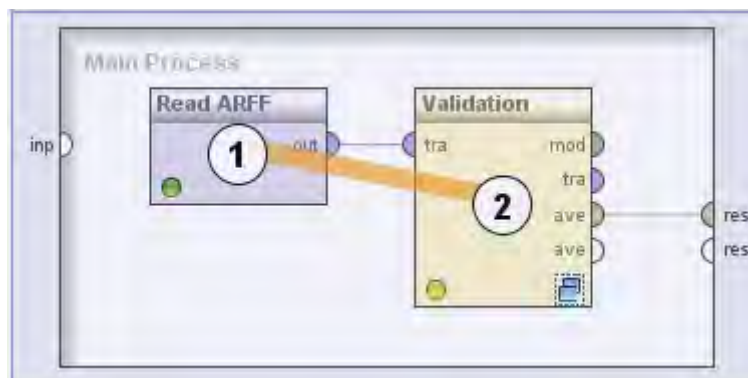 Main Process
Read ARFF
Validation
inp
out
tra
mod
tra
ave
res
ave
res
1
2